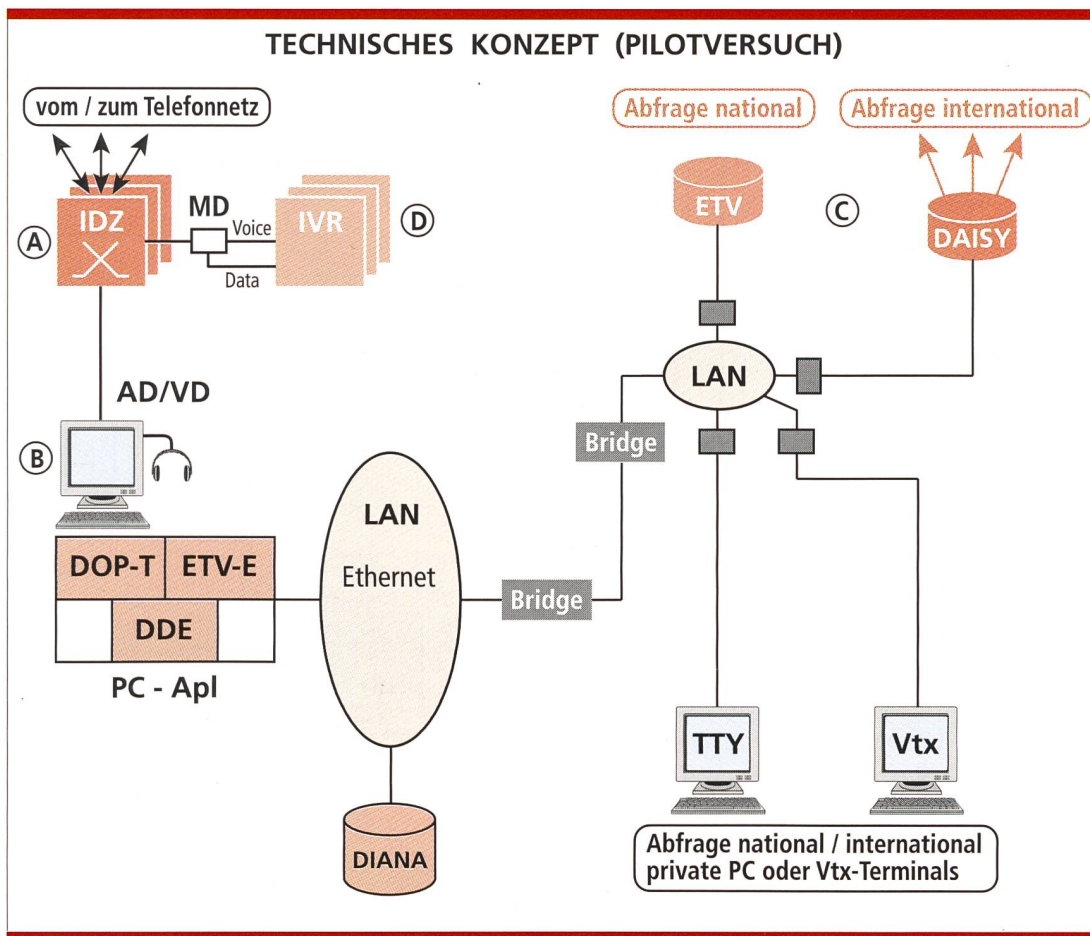 TECHNISCHES KONZEPT (PILOTVERSUCH)
vom / zum Telefonnetz
Abfrage national
Abfrage international
A
IDZ
MD
Voice
Data
IVR
D
ETV
C
DAISY
AD/VD
B
LAN
Bridge
DOP-T
ETV-E
DDE
PC - Apl
LAN
Ethernet
Bridge
DIANA
TTY
Vtx
Abfrage national / international
private PC oder Vtx-Terminals